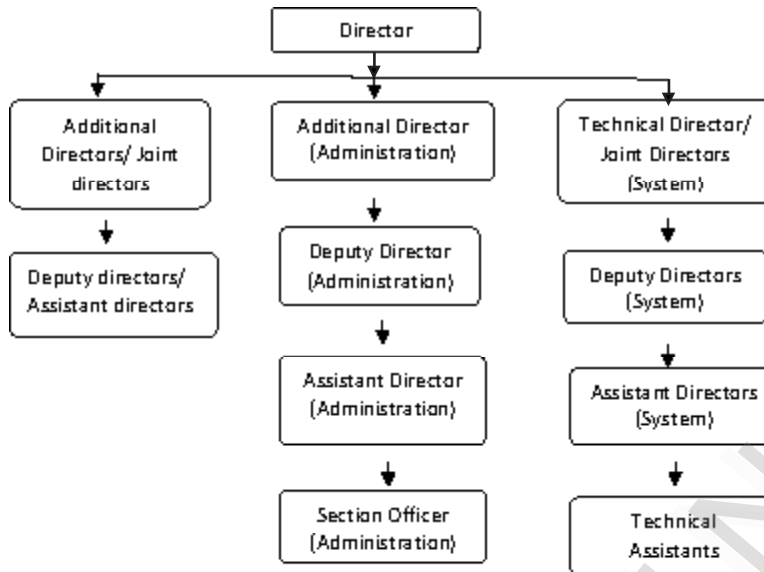 Director
Additional
Directors/ Joint
directors
Additional Director
(Administration)
Technical Director/
Joint Directors
(System)
Deputy directors/
Assistant directors
Deputy Director
(Administration)
Deputy Directors
(System)
Assistant Director
(Administration)
Assistant Directors
(System)
Section Officer
(Administration)
Technical
Assistants